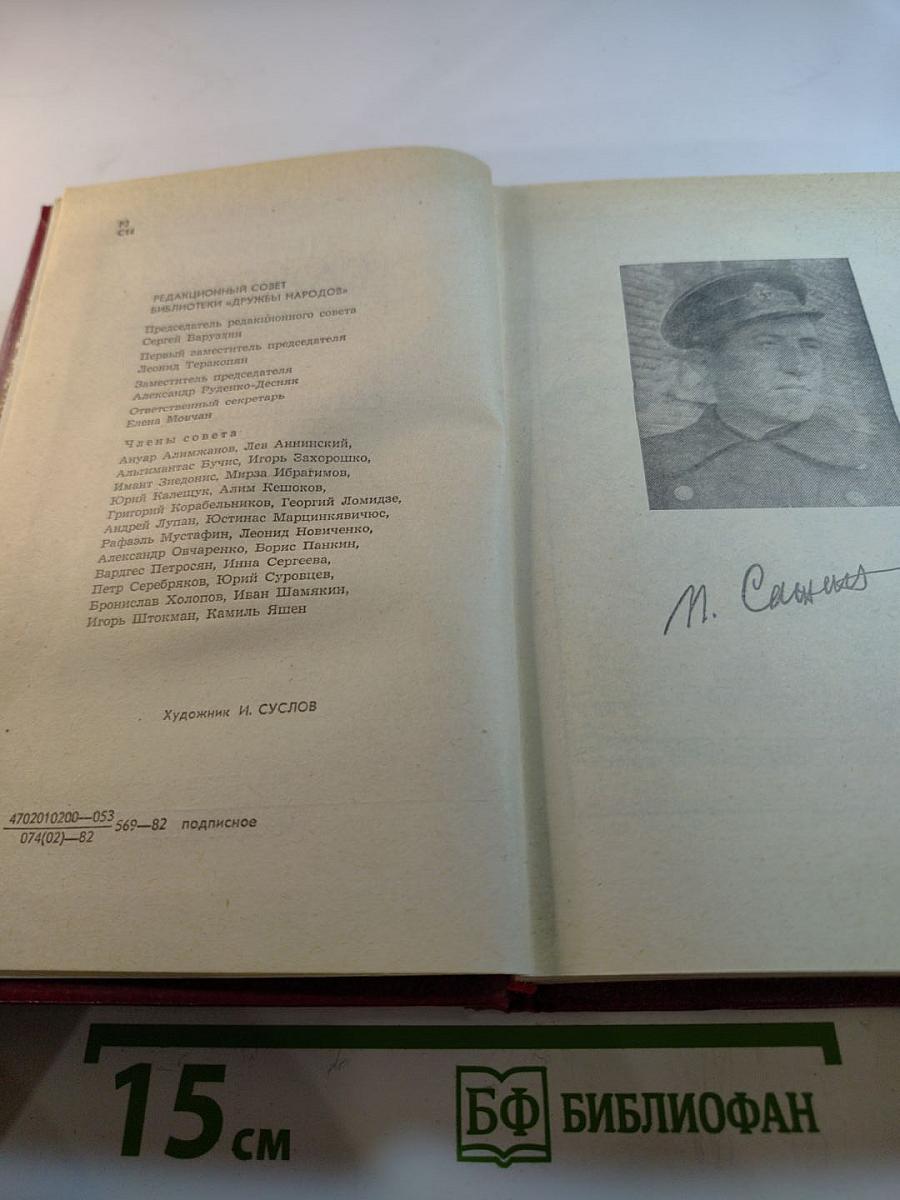 Р2
С14
РЕДАКЦИОННЫЙ СОВЕТ
БИБЛИОТЕКИ «ДРУЖБЫ НАРОДОВ»
Председатель редакционного совета
Сергей Баруздин
Первый заместитель председателя
Леонид Теракопян
Заместитель председателя
Александр Руденко-Десняк
Ответственный секретарь
Елена Мовчан
Члены совета
Ануар Алимжанов, Лев Аннинский,
Альгимантас Бучис, Игорь Захорошко,
Имант Зиедонис, Мирза Ибрагимов,
Юрий Калещук, Алим Кешоков,
Григорий Корабельников, Георгий Ломидзе,
Андрей Лупан, Юстинас Марцинкявичюс,
Рафаэль Мустафин, Леонид Новиченко,
Александр Овчаренко, Борис Панкин,
Вардгес Петросян, Инна Сергеева,
Петр Серебряков, Юрий Суровцев,
Бронислав Холопов, Иван Шамякин,
Игорь Штокман, Камиль Яшен
Художник И. СУСЛОВ
4702010200—053
074(02)—82
569—82 подписное
М.
15 см
БФ БИБЛИОФАН